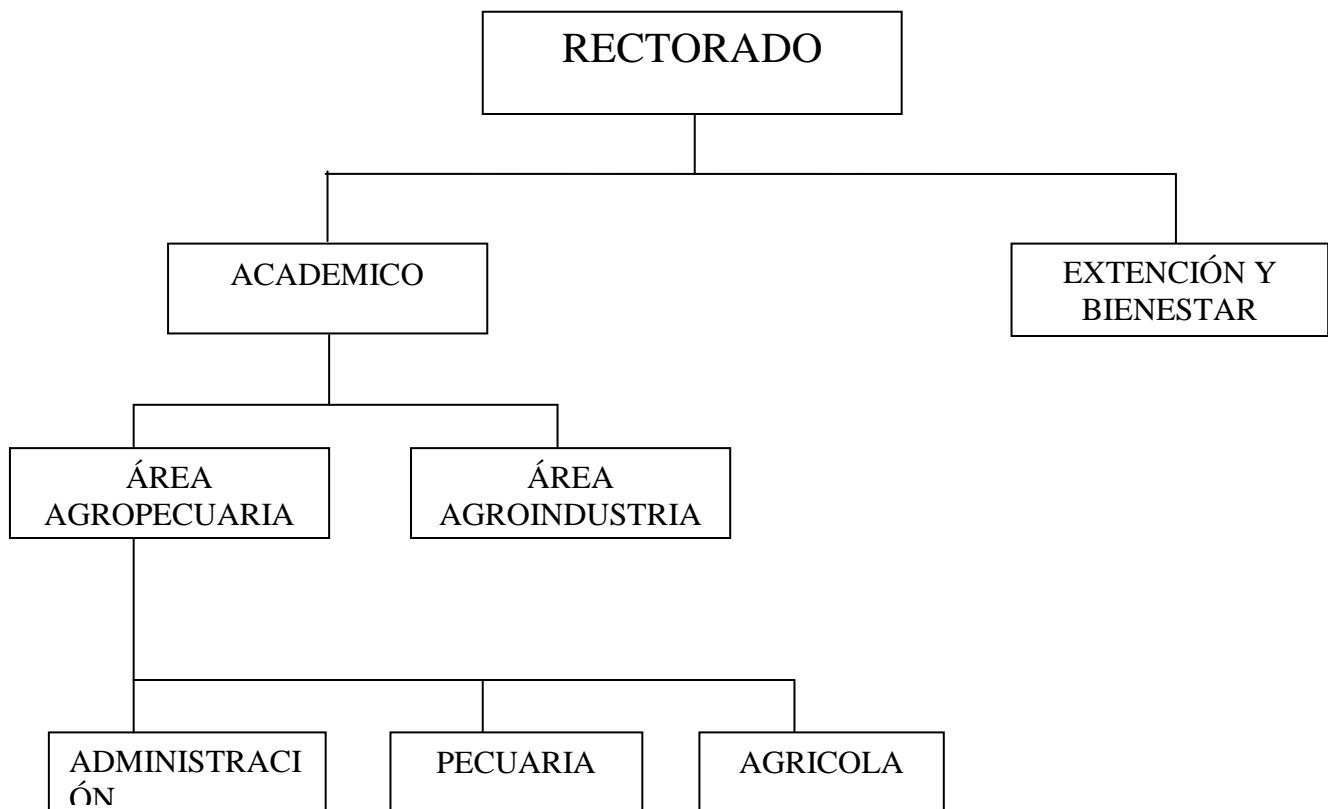 RECTORADO
ACADEMICO
EXTENCIÓN Y
BIENESTAR
ÁREA
AGROPECUARIA
ÁREA
AGROINDUSTRIA
ADMINISTRACI
ÓN
PECUARIA
AGRICOLA